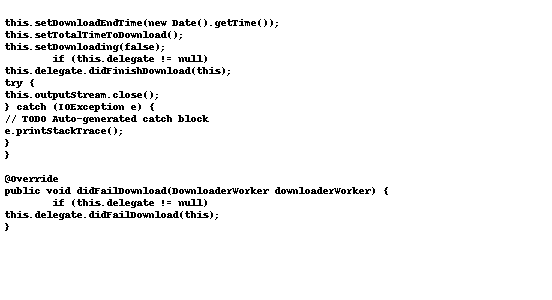 this.setDownloadEndTime(new Date().getTime());
this.setTotalTimeToDownload();
this.setDownloading(false);
if (this.delegate != null)
this.delegate.didFinishDownload(this);
try {
this.outputStream.close();
} catch (IOException e) {
// TODO Auto-generated catch block
e.printStackTrace();
}
}
@Override
public void didFailDownload(DownloaderWorker downloaderWorker) {
if (this.delegate != null)
this.delegate.didFailDownload(this);
}